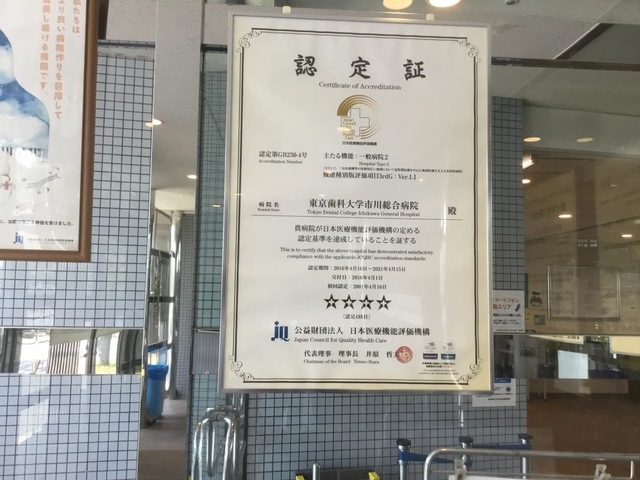 認定証
Certificate of Accreditation
日本医療機能評価機構
認定第GB230-4号
Accreditation Number
主たる機能：一般病院2
Hospital Type 2
機能種別版評価項目3rdG：Ver.1.1
病院名
Hospital Name
東京歯科大学市川総合病院 殿
Tokyo Dental College Ichikawa General Hospital
貴病院が日本医療機能評価機構の定める
認定基準を達成していることを証する
This is to certify that the above hospital has demonstrated satisfactory
compliance with the applicable JCQHC accreditation standards.
認定期間：2016年4月16日～2021年4月15日
交付日：2016年4月1日
初回認定：2001年4月16日
☆☆☆☆
（認定4回目）
jq 公益財団法人 日本医療機能評価機構
Japan Council for Quality Health Care
代表理事 理事長 井原 哲夫
Chairman of the Board Tetsuo Ihara